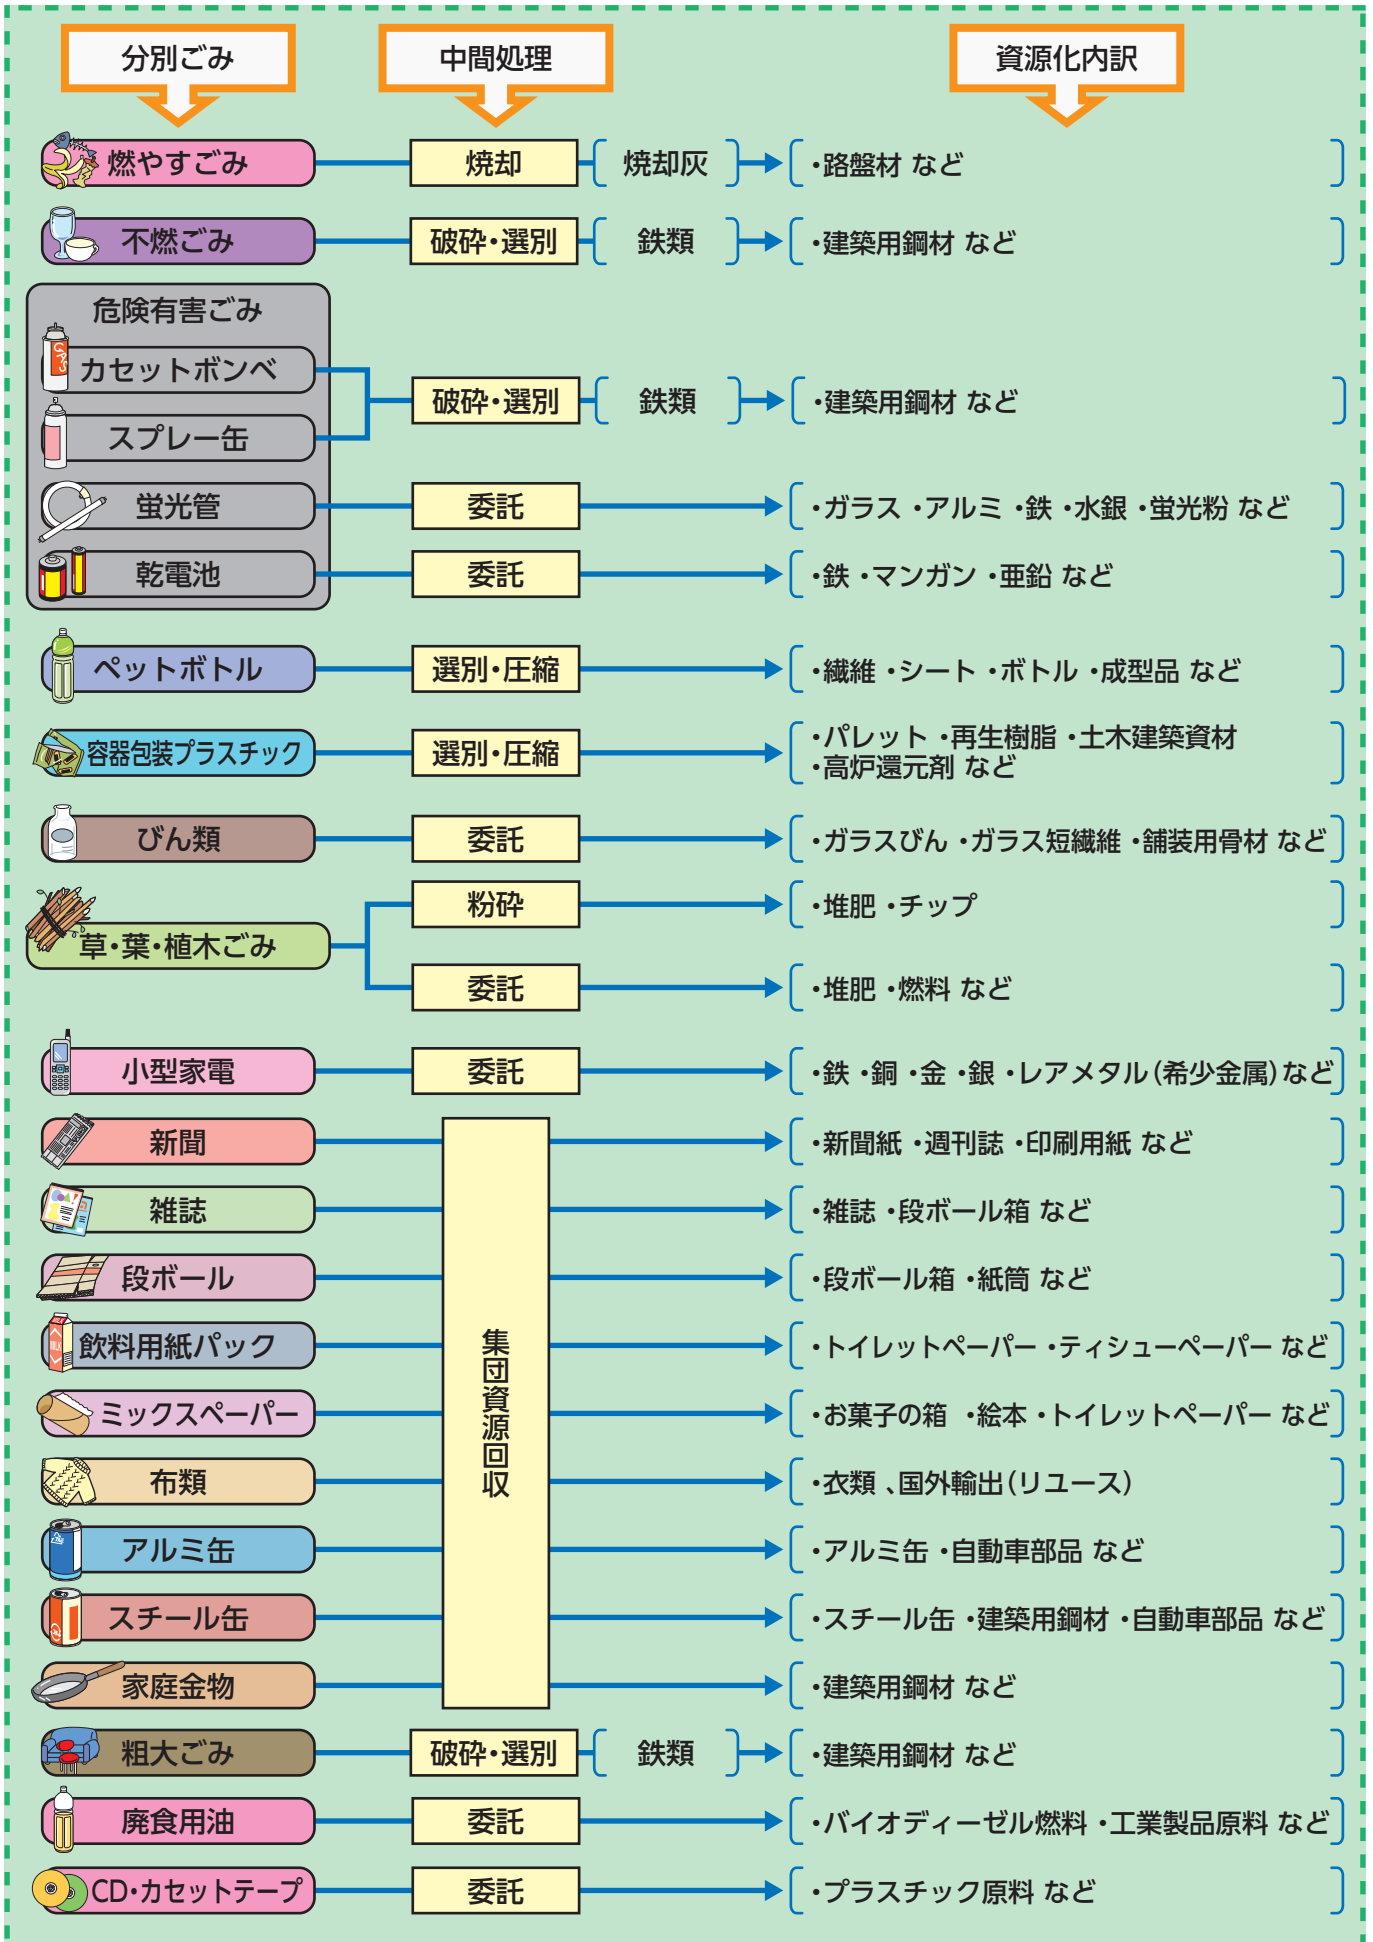 分別ごみ
中間処理
資源化内訳
燃やすごみ
焼却
焼却灰
・路盤材 など
不燃ごみ
破砕・選別
鉄類
・建築用鋼材 など
危険有害ごみ
GAS
カセットボンベ
スプレー缶
破砕・選別
鉄類
・建築用鋼材 など
蛍光管
委託
・ガラス ・アルミ ・鉄 ・水銀 ・蛍光粉 など
乾電池
委託
・鉄 ・マンガン ・亜鉛 など
ペットボトル
選別・圧縮
・繊維 ・シート ・ボトル ・成型品 など
容器包装プラスチック
選別・圧縮
・パレット ・再生樹脂 ・土木建築資材
・高炉還元剤 など
びん類
委託
・ガラスびん ・ガラス短繊維 ・舗装用骨材 など
草・葉・植木ごみ
粉砕
・堆肥 ・チップ
委託
・堆肥 ・燃料 など
小型家電
委託
・鉄 ・銅 ・金 ・銀 ・レアメタル(希少金属)など
集団資源回収
新聞
・新聞紙 ・週刊誌 ・印刷用紙 など
雑誌
・雑誌 ・段ボール箱 など
段ボール
・段ボール箱 ・紙筒 など
飲料用紙パック
・トイレットペーパー ・ティシューペーパー など
ミックスペーパー
・お菓子の箱 ・絵本 ・トイレットペーパー など
布類
・衣類 、国外輸出(リユース)
アルミ缶
・アルミ缶 ・自動車部品 など
スチール缶
・スチール缶 ・建築用鋼材 ・自動車部品 など
家庭金物
・建築用鋼材 など
粗大ごみ
破砕・選別
鉄類
・建築用鋼材 など
廃食用油
委託
・バイオディーゼル燃料 ・工業製品原料 など
CD・カセットテープ
委託
・プラスチック原料 など